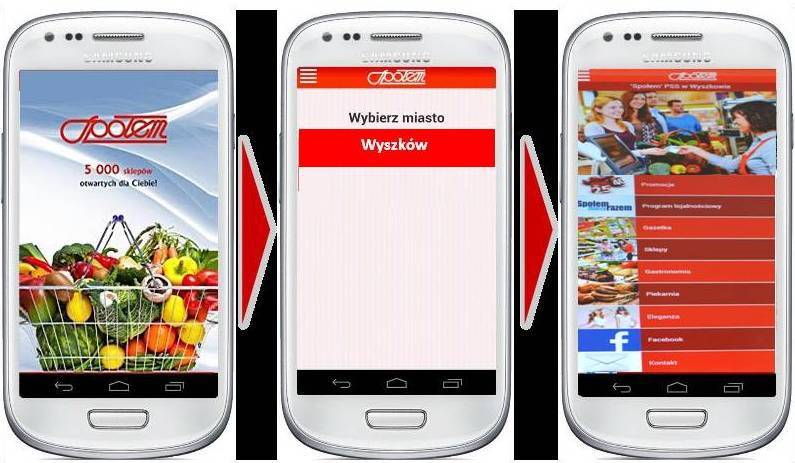 SAMSUNG
Społem
5 000 sklepów
otwartych dla Ciebie!
SAMSUNG
Społem
Wybierz miasto
Wyszków
SAMSUNG
Społem
'Społem' PSS w Wyszkowie
Promocje
Społem
razem
Program lojalnościowy
Gazetka
Sklepy
Gastronomia
Piekarnia
Eleganza
f
Facebook
Kontakt